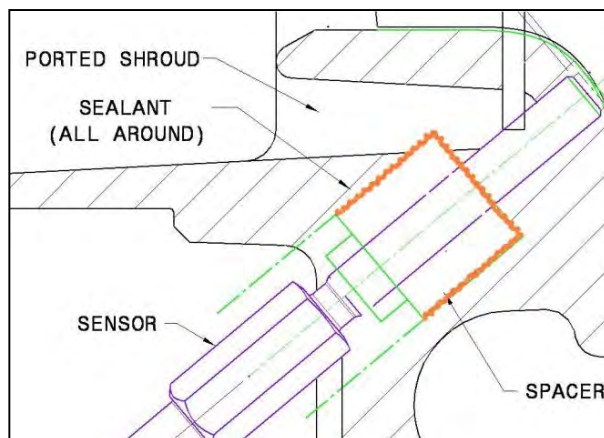 PORTED SHROUD
SEALANT
(ALL AROUND)
SENSOR
SPACER